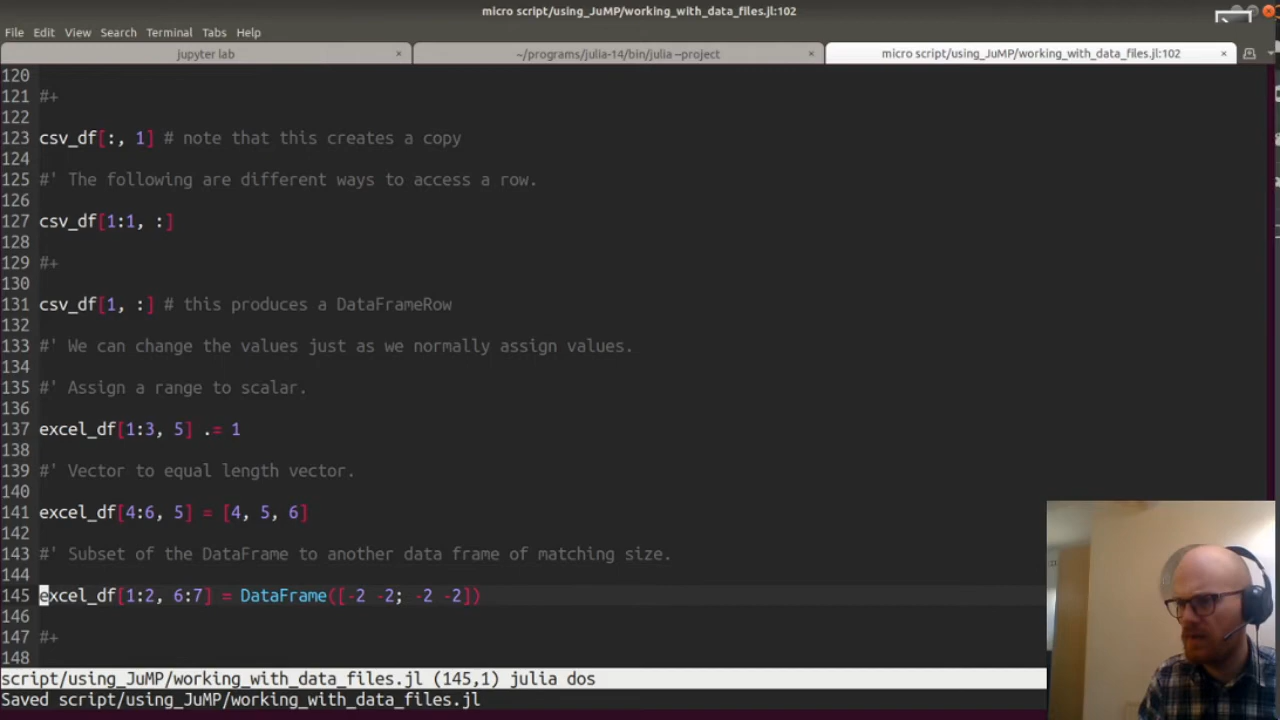 micro script/using_JuMP/working_with_data_files.jl:102
File Edit View Search Terminal Tabs Help
jupyter lab × ~/programs/julia-14/bin/julia --project × micro script/using_JuMP/working_with_data_files.jl:102 ×
120
121 #+
122
123 csv_df[:, 1] # note that this creates a copy
124
125 #' The following are different ways to access a row.
126
127 csv_df[1:1, :]
128
129 #+
130
131 csv_df[1, :] # this produces a DataFrameRow
132
133 #' We can change the values just as we normally assign values.
134
135 #' Assign a range to scalar.
136
137 excel_df[1:3, 5] .= 1
138
139 #' Vector to equal length vector.
140
141 excel_df[4:6, 5] = [4, 5, 6]
142
143 #' Subset of the DataFrame to another data frame of matching size.
144
145 excel_df[1:2, 6:7] = DataFrame([-2 -2; -2 -2])
146
147 #+
148
script/using_JuMP/working_with_data_files.jl (145,1) julia dos
Saved script/using_JuMP/working_with_data_files.jl